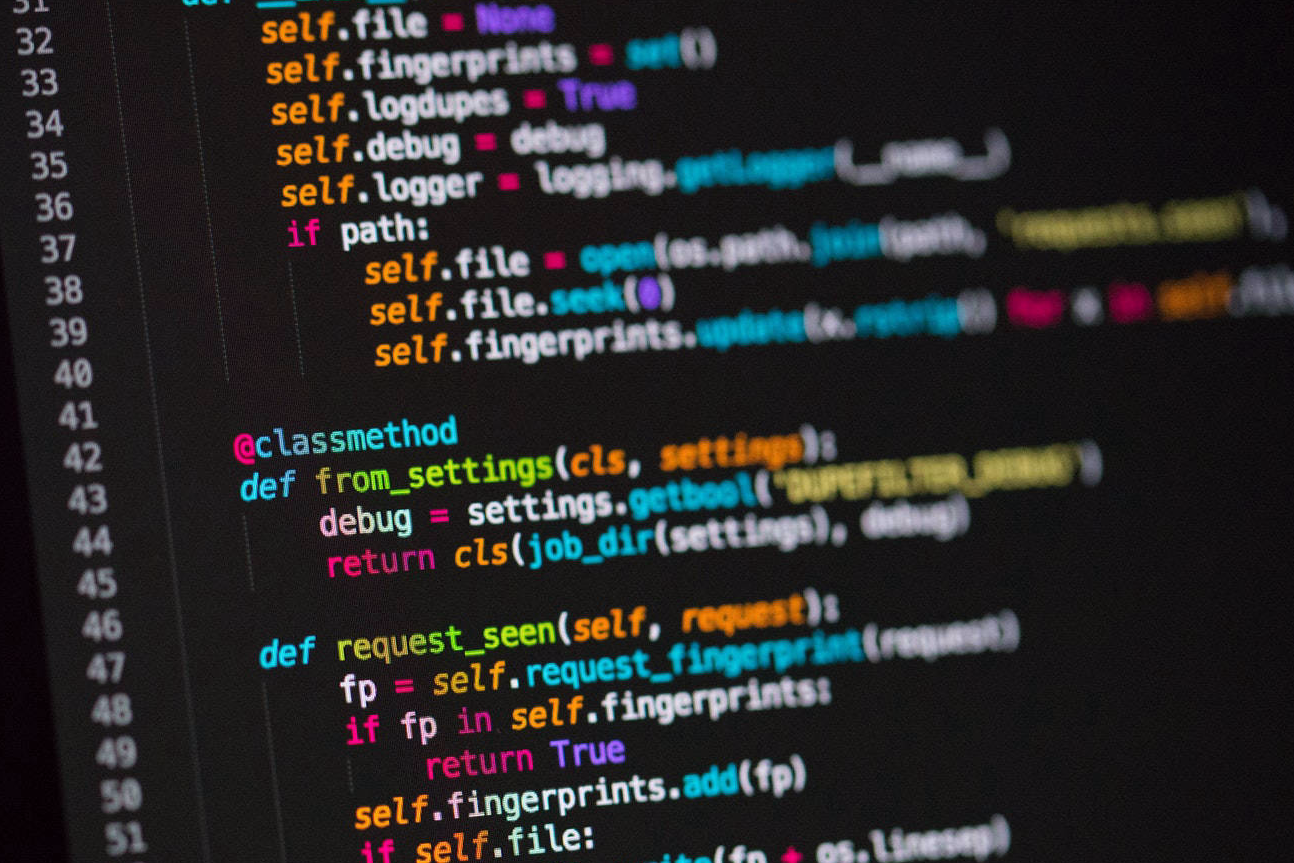 31 def
32 self.file = None
33 self.fingerprints = set()
34 self.logdupes = True
35 self.debug = debug
36 self.logger = logging.getLogger(__name__)
37 if path:
38 self.file = open(os.path.join(path, 'requests.seen'),
39 self.file.seek(0)
40 self.fingerprints.update(x.rstrip() for x in self.file
41
42 @classmethod
43 def from_settings(cls, settings):
44 debug = settings.getbool('DUPEFILTER_DEBUG')
45 return cls(job_dir(settings), debug)
46
47 def request_seen(self, request):
48 fp = self.request_fingerprint(request)
49 if fp in self.fingerprints:
50 return True
51 self.fingerprints.add(fp)
if self.file:
(fp + os.linesep)